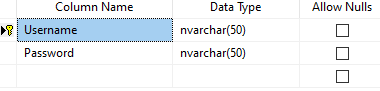 Column Name Data Type Allow Nulls
Username nvarchar(50)
Password nvarchar(50)